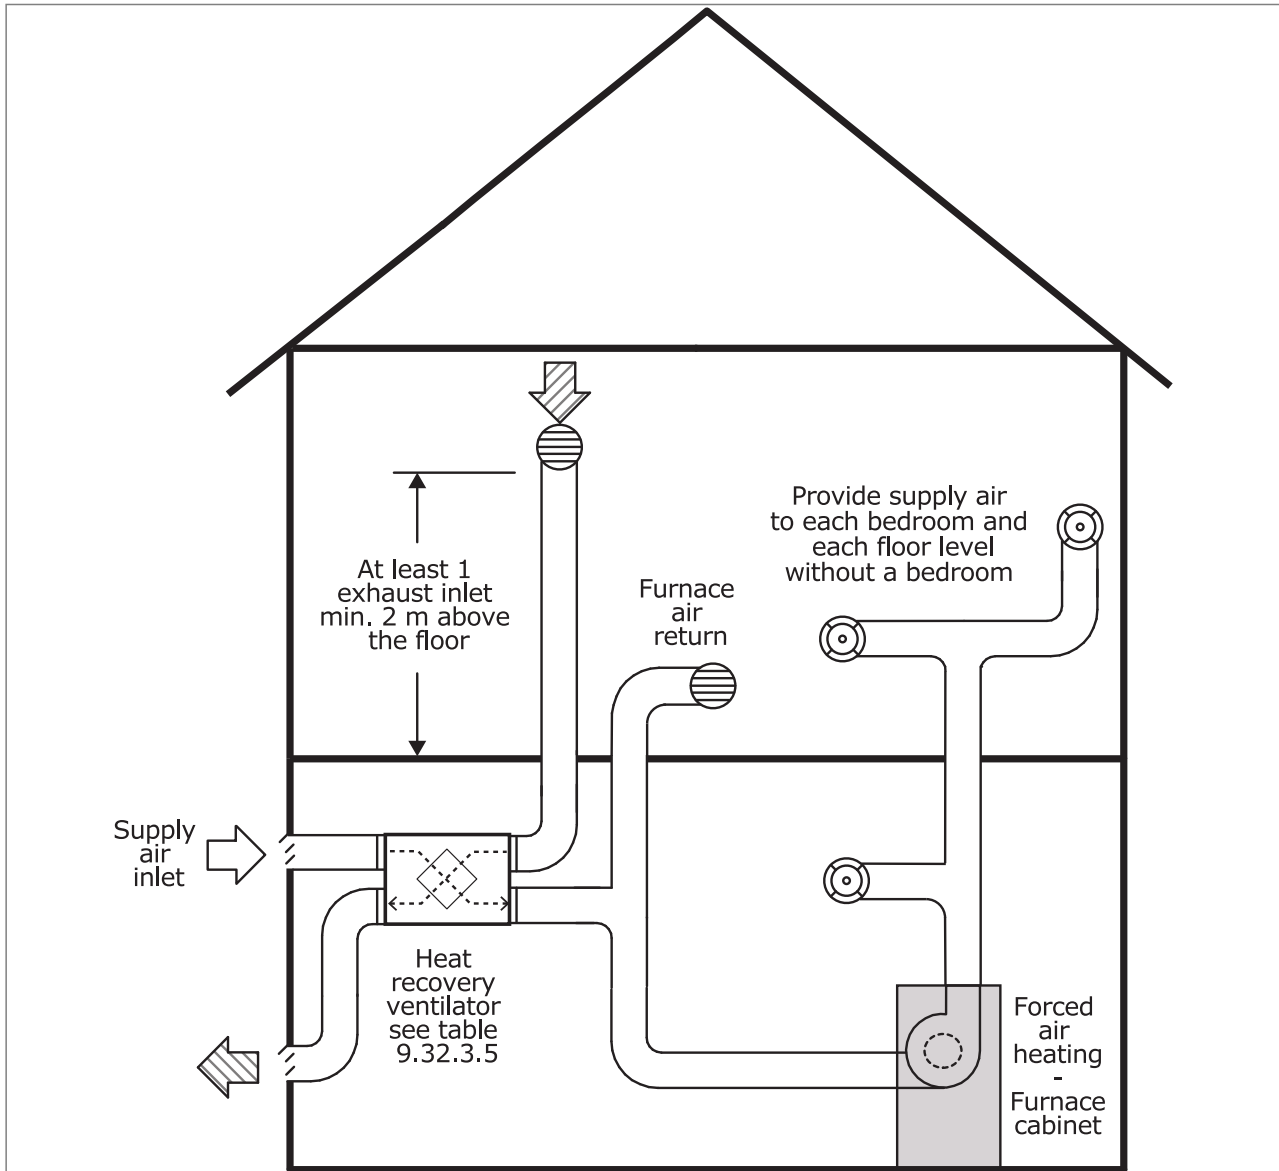 Provide supply air
to each bedroom and
each floor level
without a bedroom
At least 1
exhaust inlet
min. 2 m above
the floor
Furnace
air
return
Supply
air
inlet
Heat
recovery
ventilator
see table
9.32.3.5
Forced
air
heating
-
Furnace
cabinet